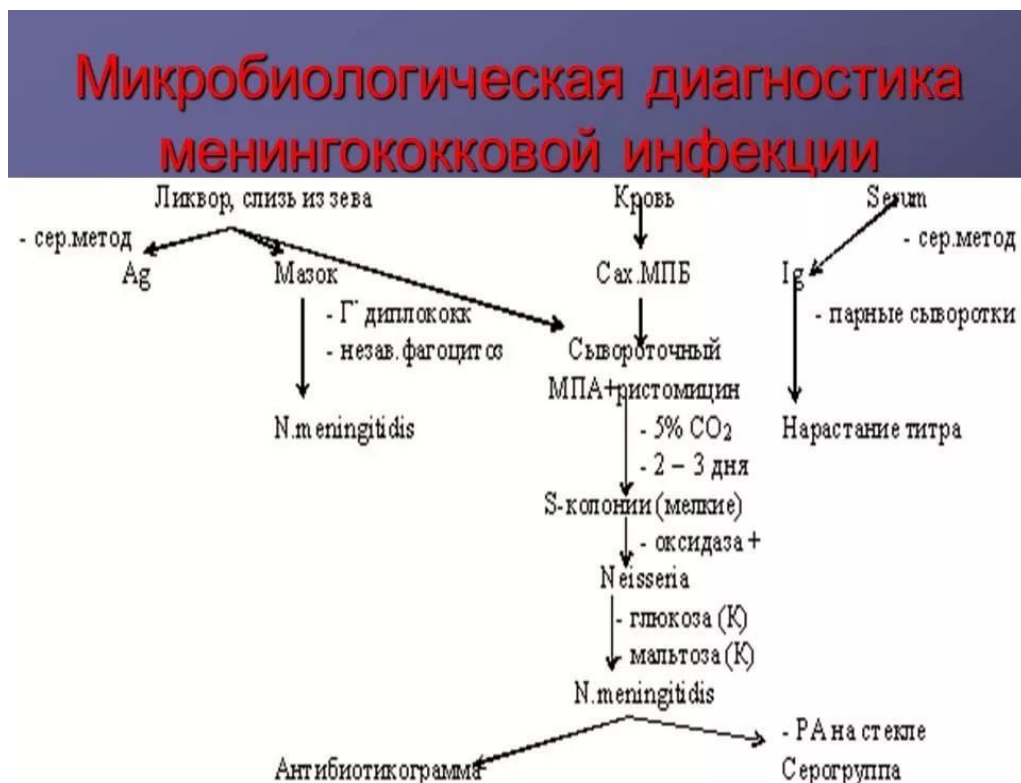 Микробиологическая диагностика
менингококковой инфекции
Ликвор, слизь из зева
Кровь
Serum
- сер.метод
- сер.метод
Ag
Мазок
Сах.МПБ
Ig
- Г⁻ диплококк
- парные сыворотки
- незав.фагоцитоз
Сывороточный
МПА+ристомицин
N.meningitidis
- 5% CO₂
Нарастание титра
- 2 – 3 дня
S-колонии (мелкие)
- оксидаза +
Neisseria
- глюкоза (К)
мальтоза (К)
N.meningitidis
- РА на стекле
Антибиотикограмма
Серогруппа